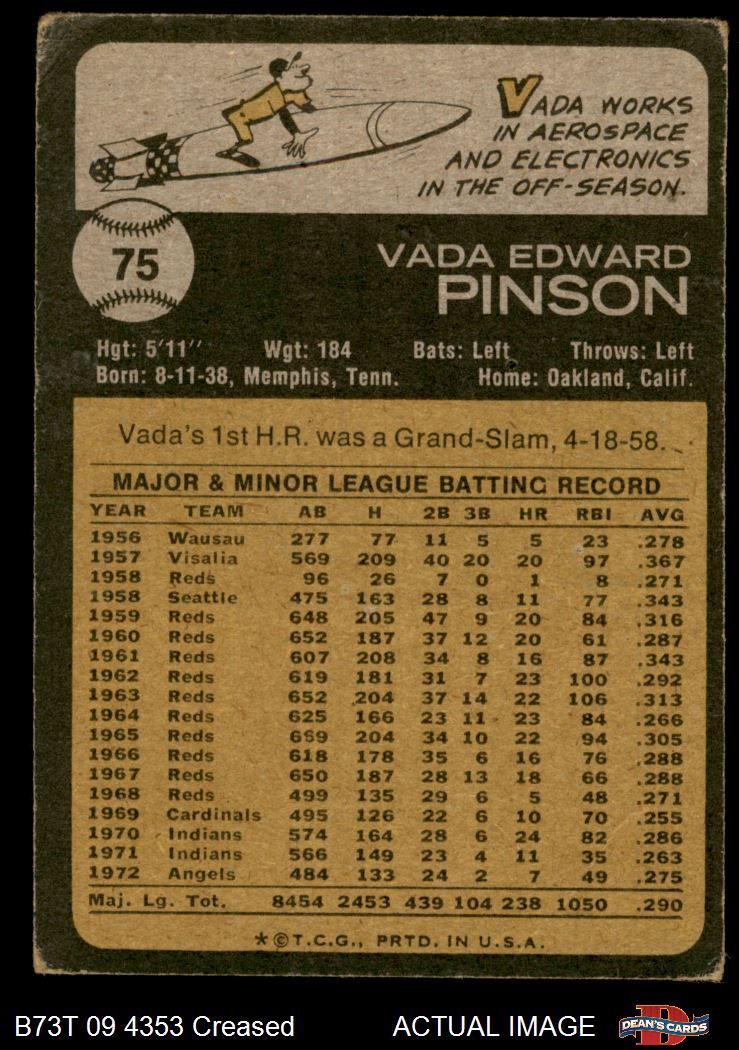 VADA WORKS
IN AEROSPACE
AND ELECTRONICS
IN THE OFF-SEASON.
75
VADA EDWARD
PINSON
Hgt: 5'11" Wgt: 184 Bats: Left Throws: Left
Born: 8-11-38, Memphis, Tenn. Home: Oakland, Calif.
Vada's 1st H.R. was a Grand-Slam, 4-18-58.
MAJOR & MINOR LEAGUE BATTING RECORD
YEAR TEAM AB H 2B 3B HR RBI AVG
1956 Wausau 277 77 11 5 5 23 .278
1957 Visalia 569 209 40 20 20 97 .367
1958 Reds 96 26 7 0 1 8 .271
1958 Seattle 475 163 28 8 11 77 .343
1959 Reds 648 205 47 9 20 84 .316
1960 Reds 652 187 37 12 20 61 .287
1961 Reds 607 208 34 8 16 87 .343
1962 Reds 619 181 31 7 23 100 .292
1963 Reds 652 204 37 14 22 106 .313
1964 Reds 625 166 23 11 23 84 .266
1965 Reds 669 204 34 10 22 94 .305
1966 Reds 618 178 35 6 16 76 .288
1967 Reds 650 187 28 13 18 66 .288
1968 Reds 499 135 29 6 5 48 .271
1969 Cardinals 495 126 22 6 10 70 .255
1970 Indians 574 164 28 6 24 82 .286
1971 Indians 566 149 23 4 11 35 .263
1972 Angels 484 133 24 2 7 49 .275
Maj. Lg. Tot. 8454 2453 439 104 238 1050 .290
*©T.C.G., PRTD. IN U.S.A.
B73T 09 4353 Creased ACTUAL IMAGE
D
DEAN'S CARDS